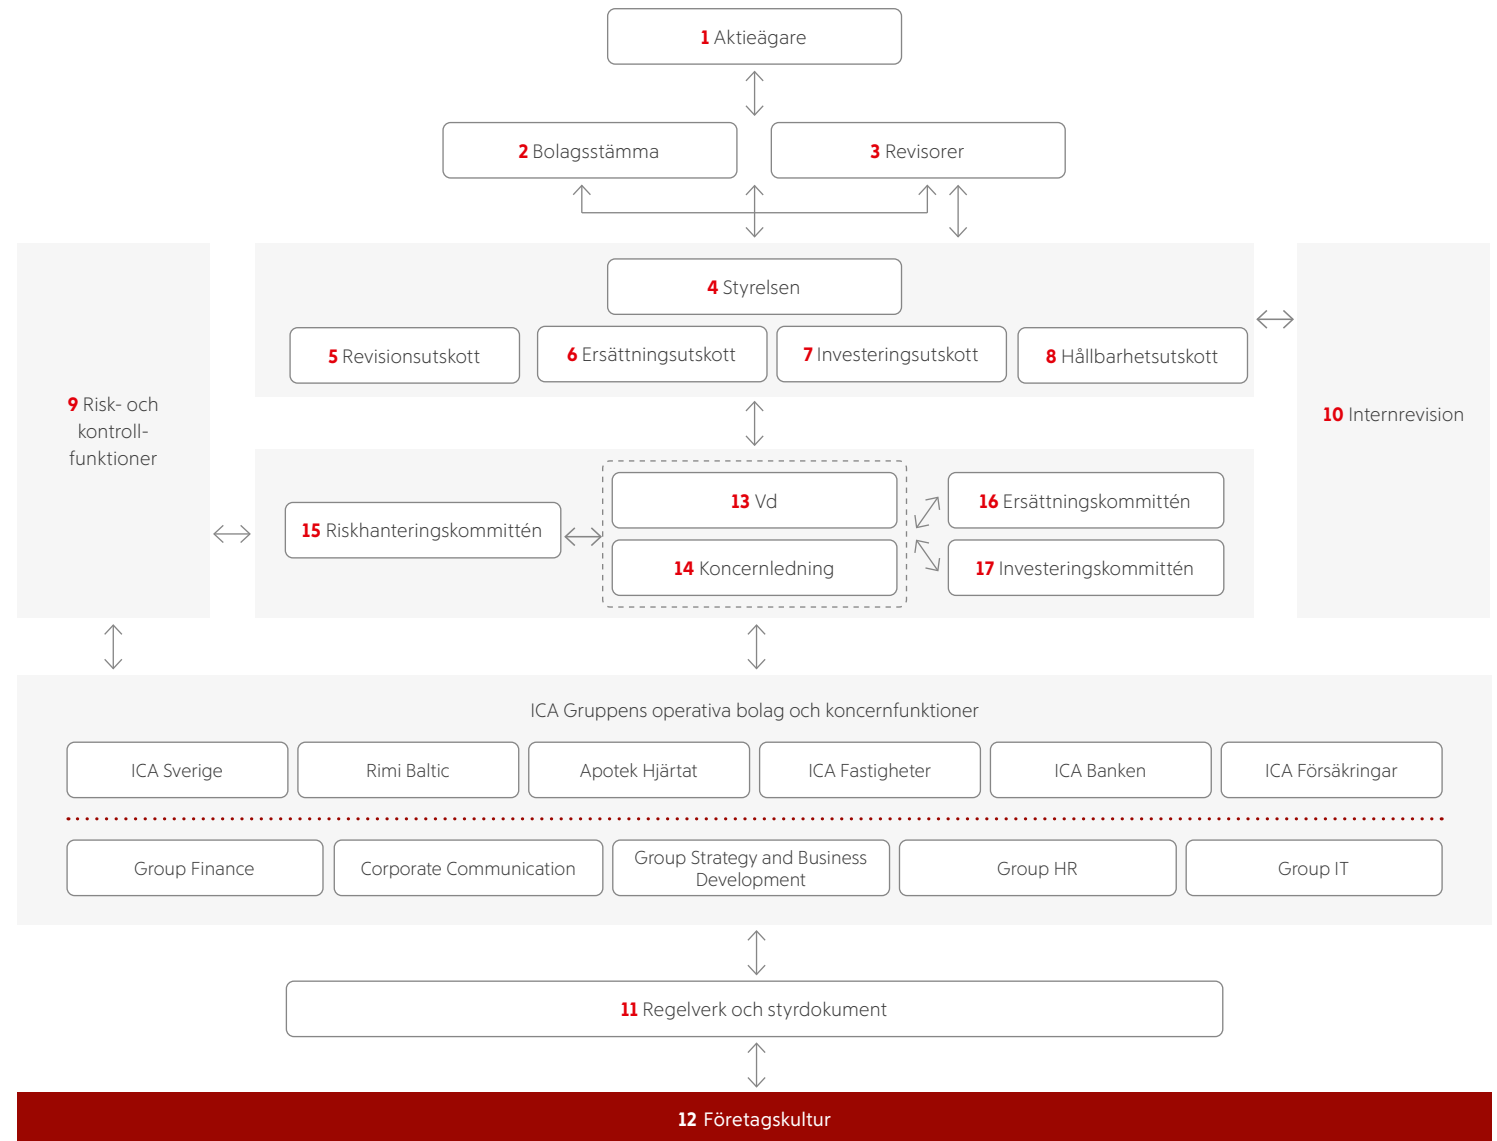 1 Aktieägare
2 Bolagsstämma
3 Revisorer
4 Styrelsen
5 Revisionsutskott
6 Ersättningsutskott
7 Investeringsutskott
8 Hållbarhetsutskott
9 Risk- och
kontroll-
funktioner
10 Internrevision
13 Vd
16 Ersättningskommittén
15 Riskhanteringskommittén
14 Koncernledning
17 Investeringskommittén
ICA Gruppens operativa bolag och koncernfunktioner
ICA Sverige
Rimi Baltic
Apotek Hjärtat
ICA Fastigheter
ICA Banken
ICA Försäkringar
Group Finance
Corporate Communication
Group Strategy and Business
Development
Group HR
Group IT
11 Regelverk och styrdokument
12 Företagskultur